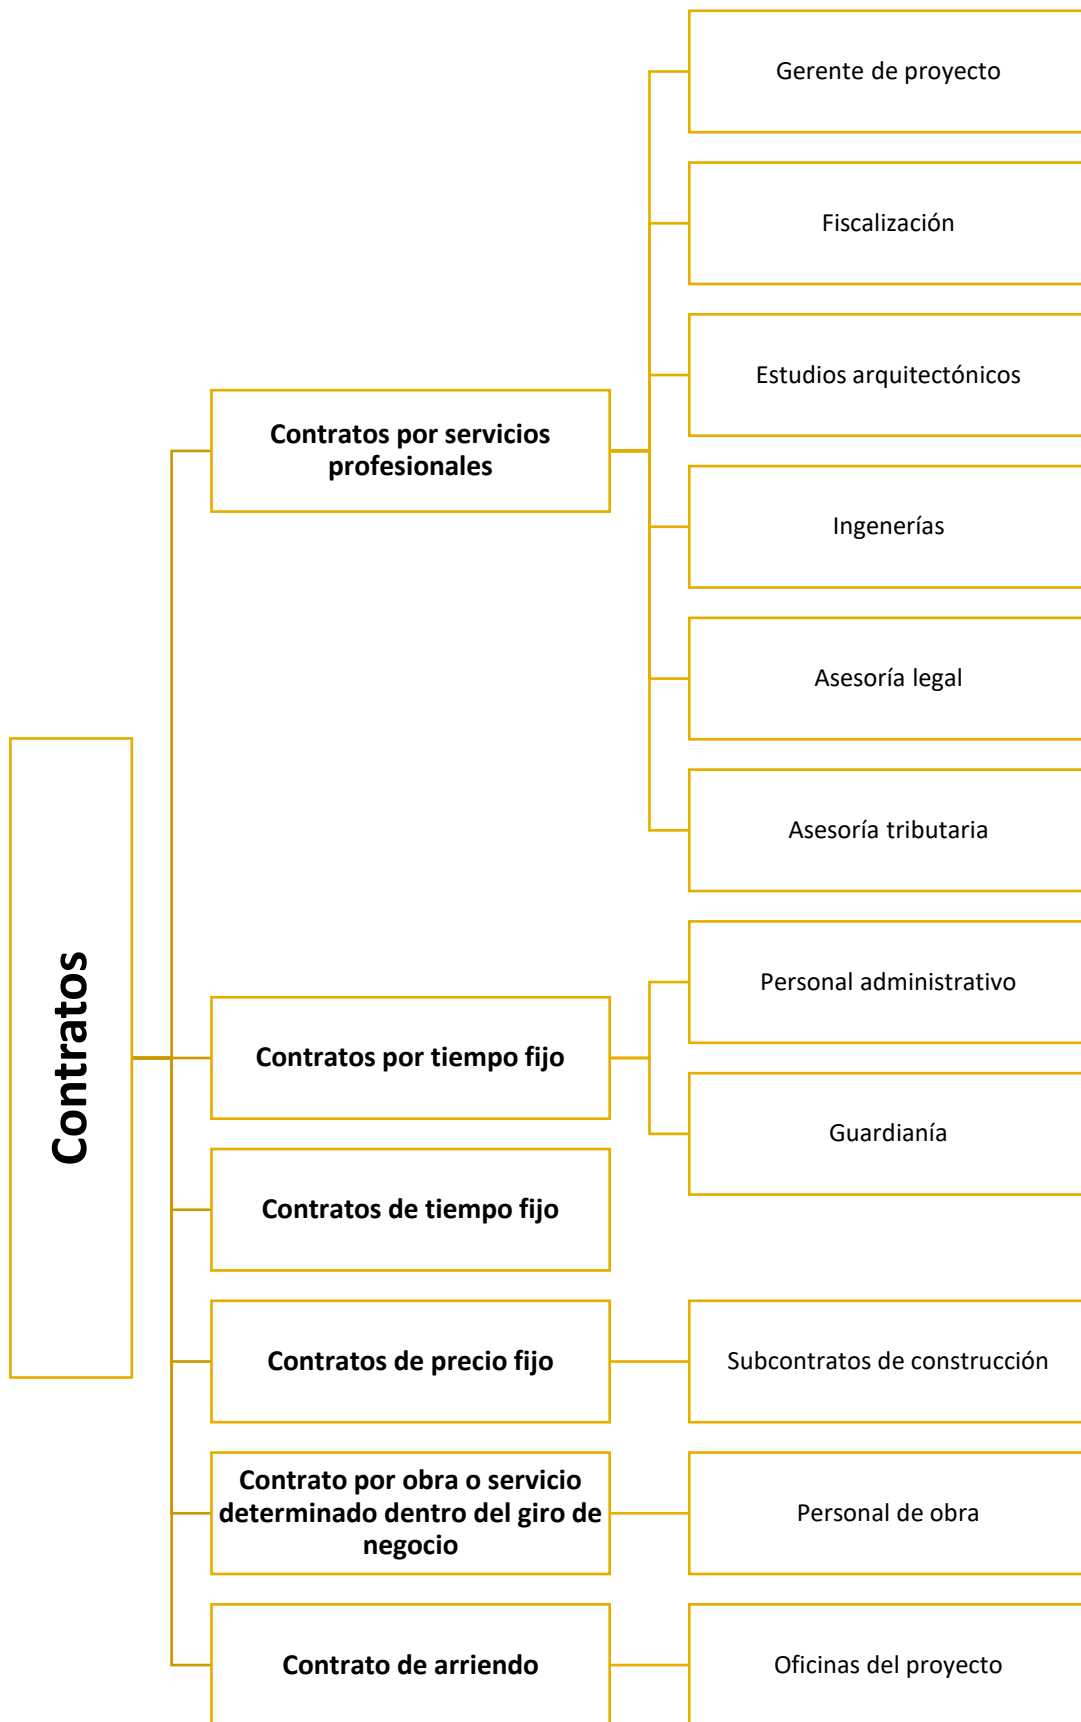 Contratos
Contratos por servicios
profesionales
Gerente de proyecto
Fiscalización
Estudios arquitectónicos
Ingenerías
Asesoría legal
Asesoría tributaria
Contratos por tiempo fijo
Personal administrativo
Guardianía
Contratos de tiempo fijo
Contratos de precio fijo
Subcontratos de construcción
Contrato por obra o servicio
determinado dentro del giro de
negocio
Personal de obra
Contrato de arriendo
Oficinas del proyecto